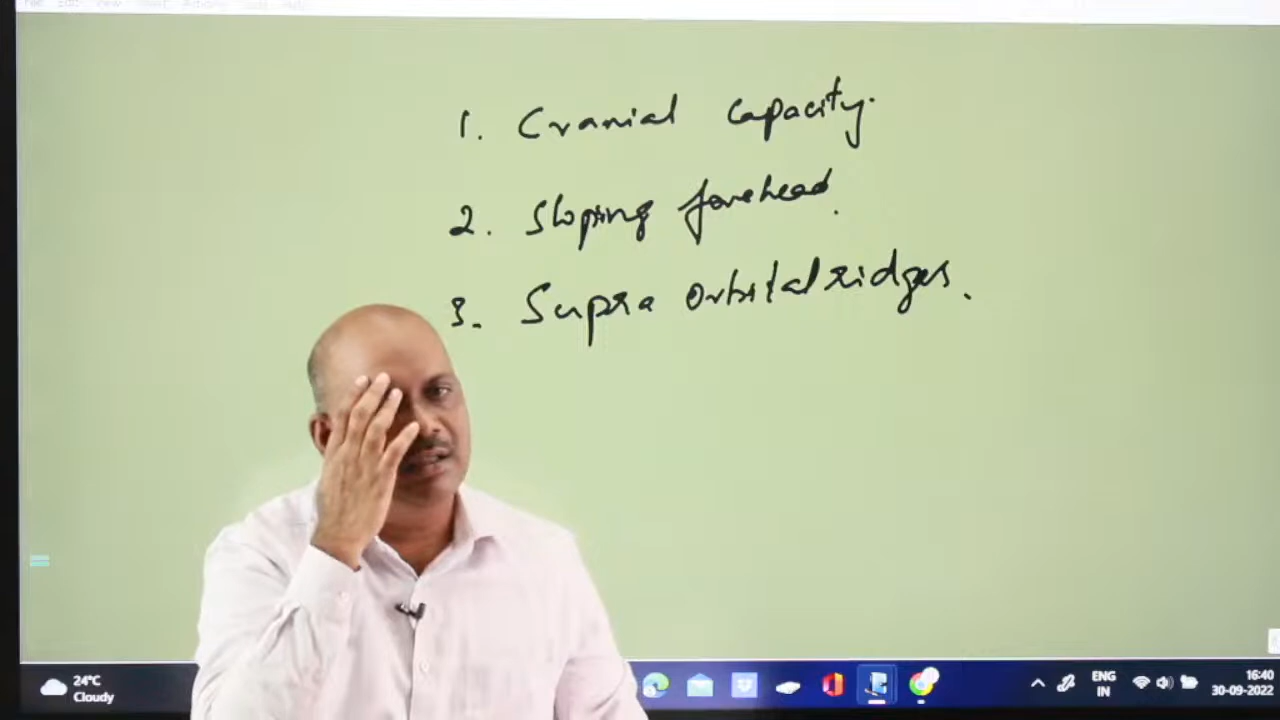 1. Cranial capacity.
2. Sloping forehead.
3. Supra Orbital ridges.
24°C
Cloudy
ENG
IN
16:40
30-09-2022